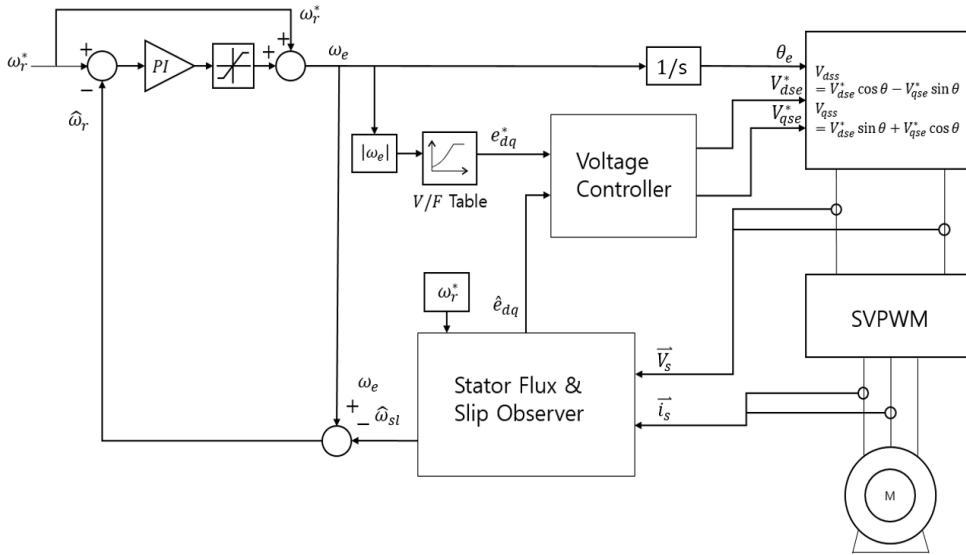 ω_r^*
ω_r^*
+
−
PI
+
+
ω_e
1/s
θ_e
V_dse^*
V_qse^*
V_dss
= V_dse^* cos θ − V_qse^* sin θ
V_qss
= V_dse^* sin θ + V_qse^* cos θ
ω̂_r
|ω_e|
V/F Table
e_dq^*
Voltage
Controller
ω_r^*
ê_dq
SVPWM
Stator Flux &
Slip Observer
V⃗_s
i⃗_s
ω_e
+
−
ω̂_sl
M